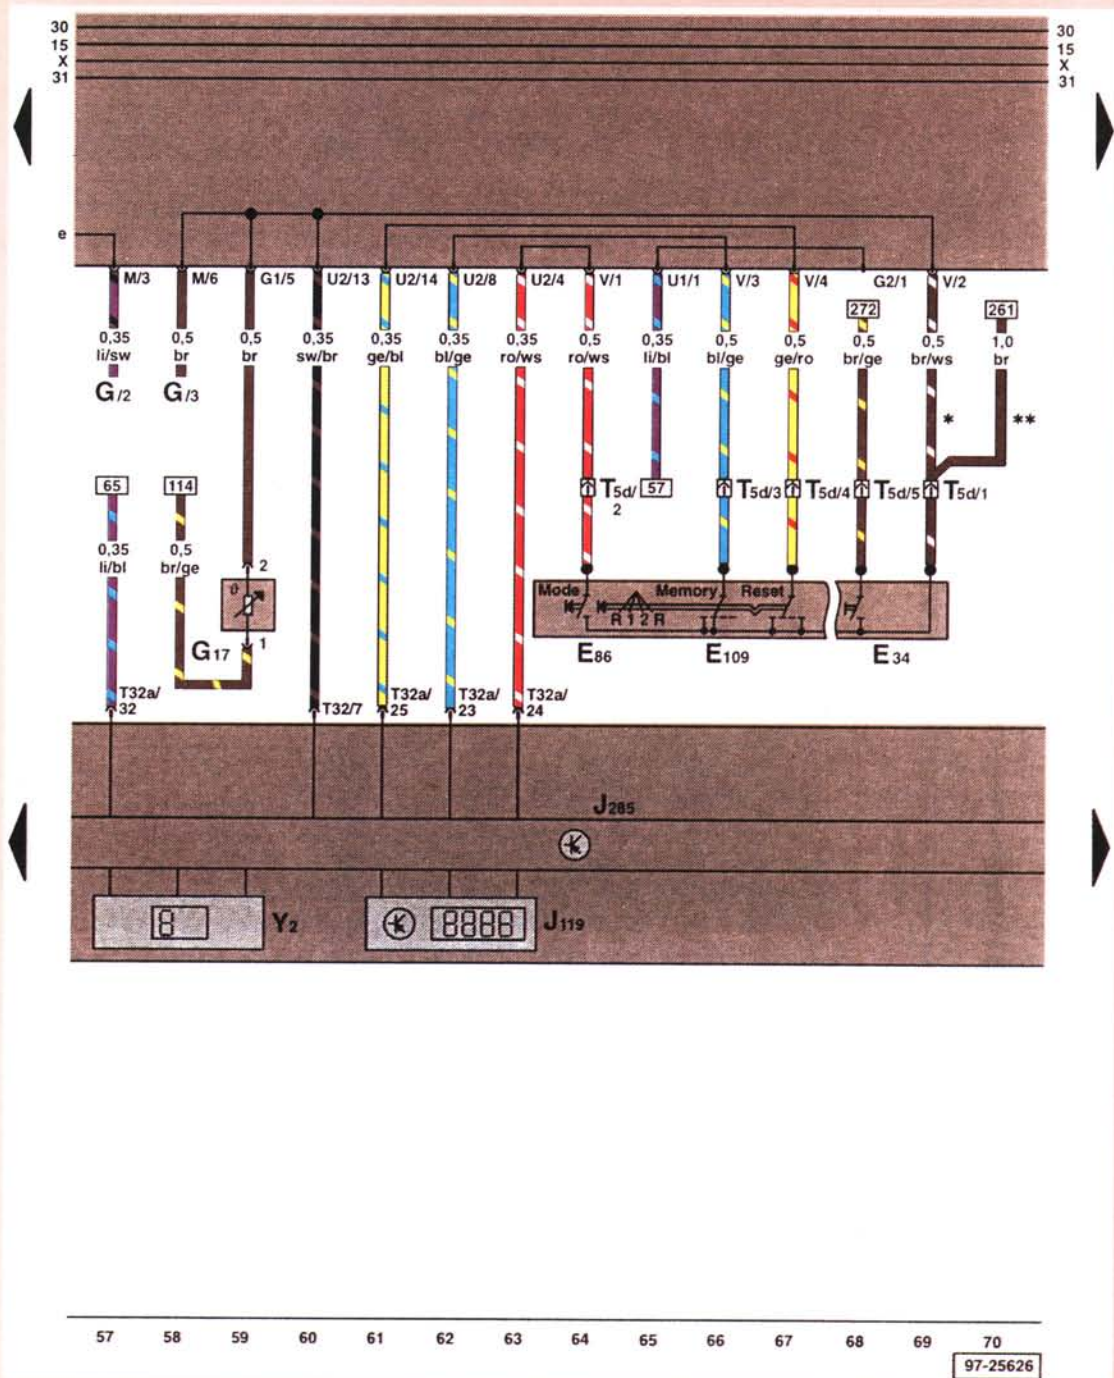 30 30
15 15
X X
31 31
e
M/3 M/6 G1/5 U2/13 U2/14 U2/8 U2/4 V/1 U1/1 V/3 V/4 G2/1 V/2
272 261
0,35 0,5 0,5 0,35 0,35 0,35 0,35 0,5 0,35 0,5 0,5 0,5 0,5 1,0
li/sw br br sw/br ge/bl bl/ge ro/ws ro/ws li/bl bl/ge ge/ro br/ge br/ws br
G/2 G/3
* **
65 114 T5d/2 57 T5d/3 T5d/4 T5d/5 T5d/1
0,35 0,5
li/bl br/ge
2
Mode Memory Reset
R 1 2 R
1
G17 E86 E109 E34
T32a/32 T32/7 T32a/25 T32a/23 T32a/24
J285
8 Y2 8888 J119
57 58 59 60 61 62 63 64 65 66 67 68 69 70
97-25626